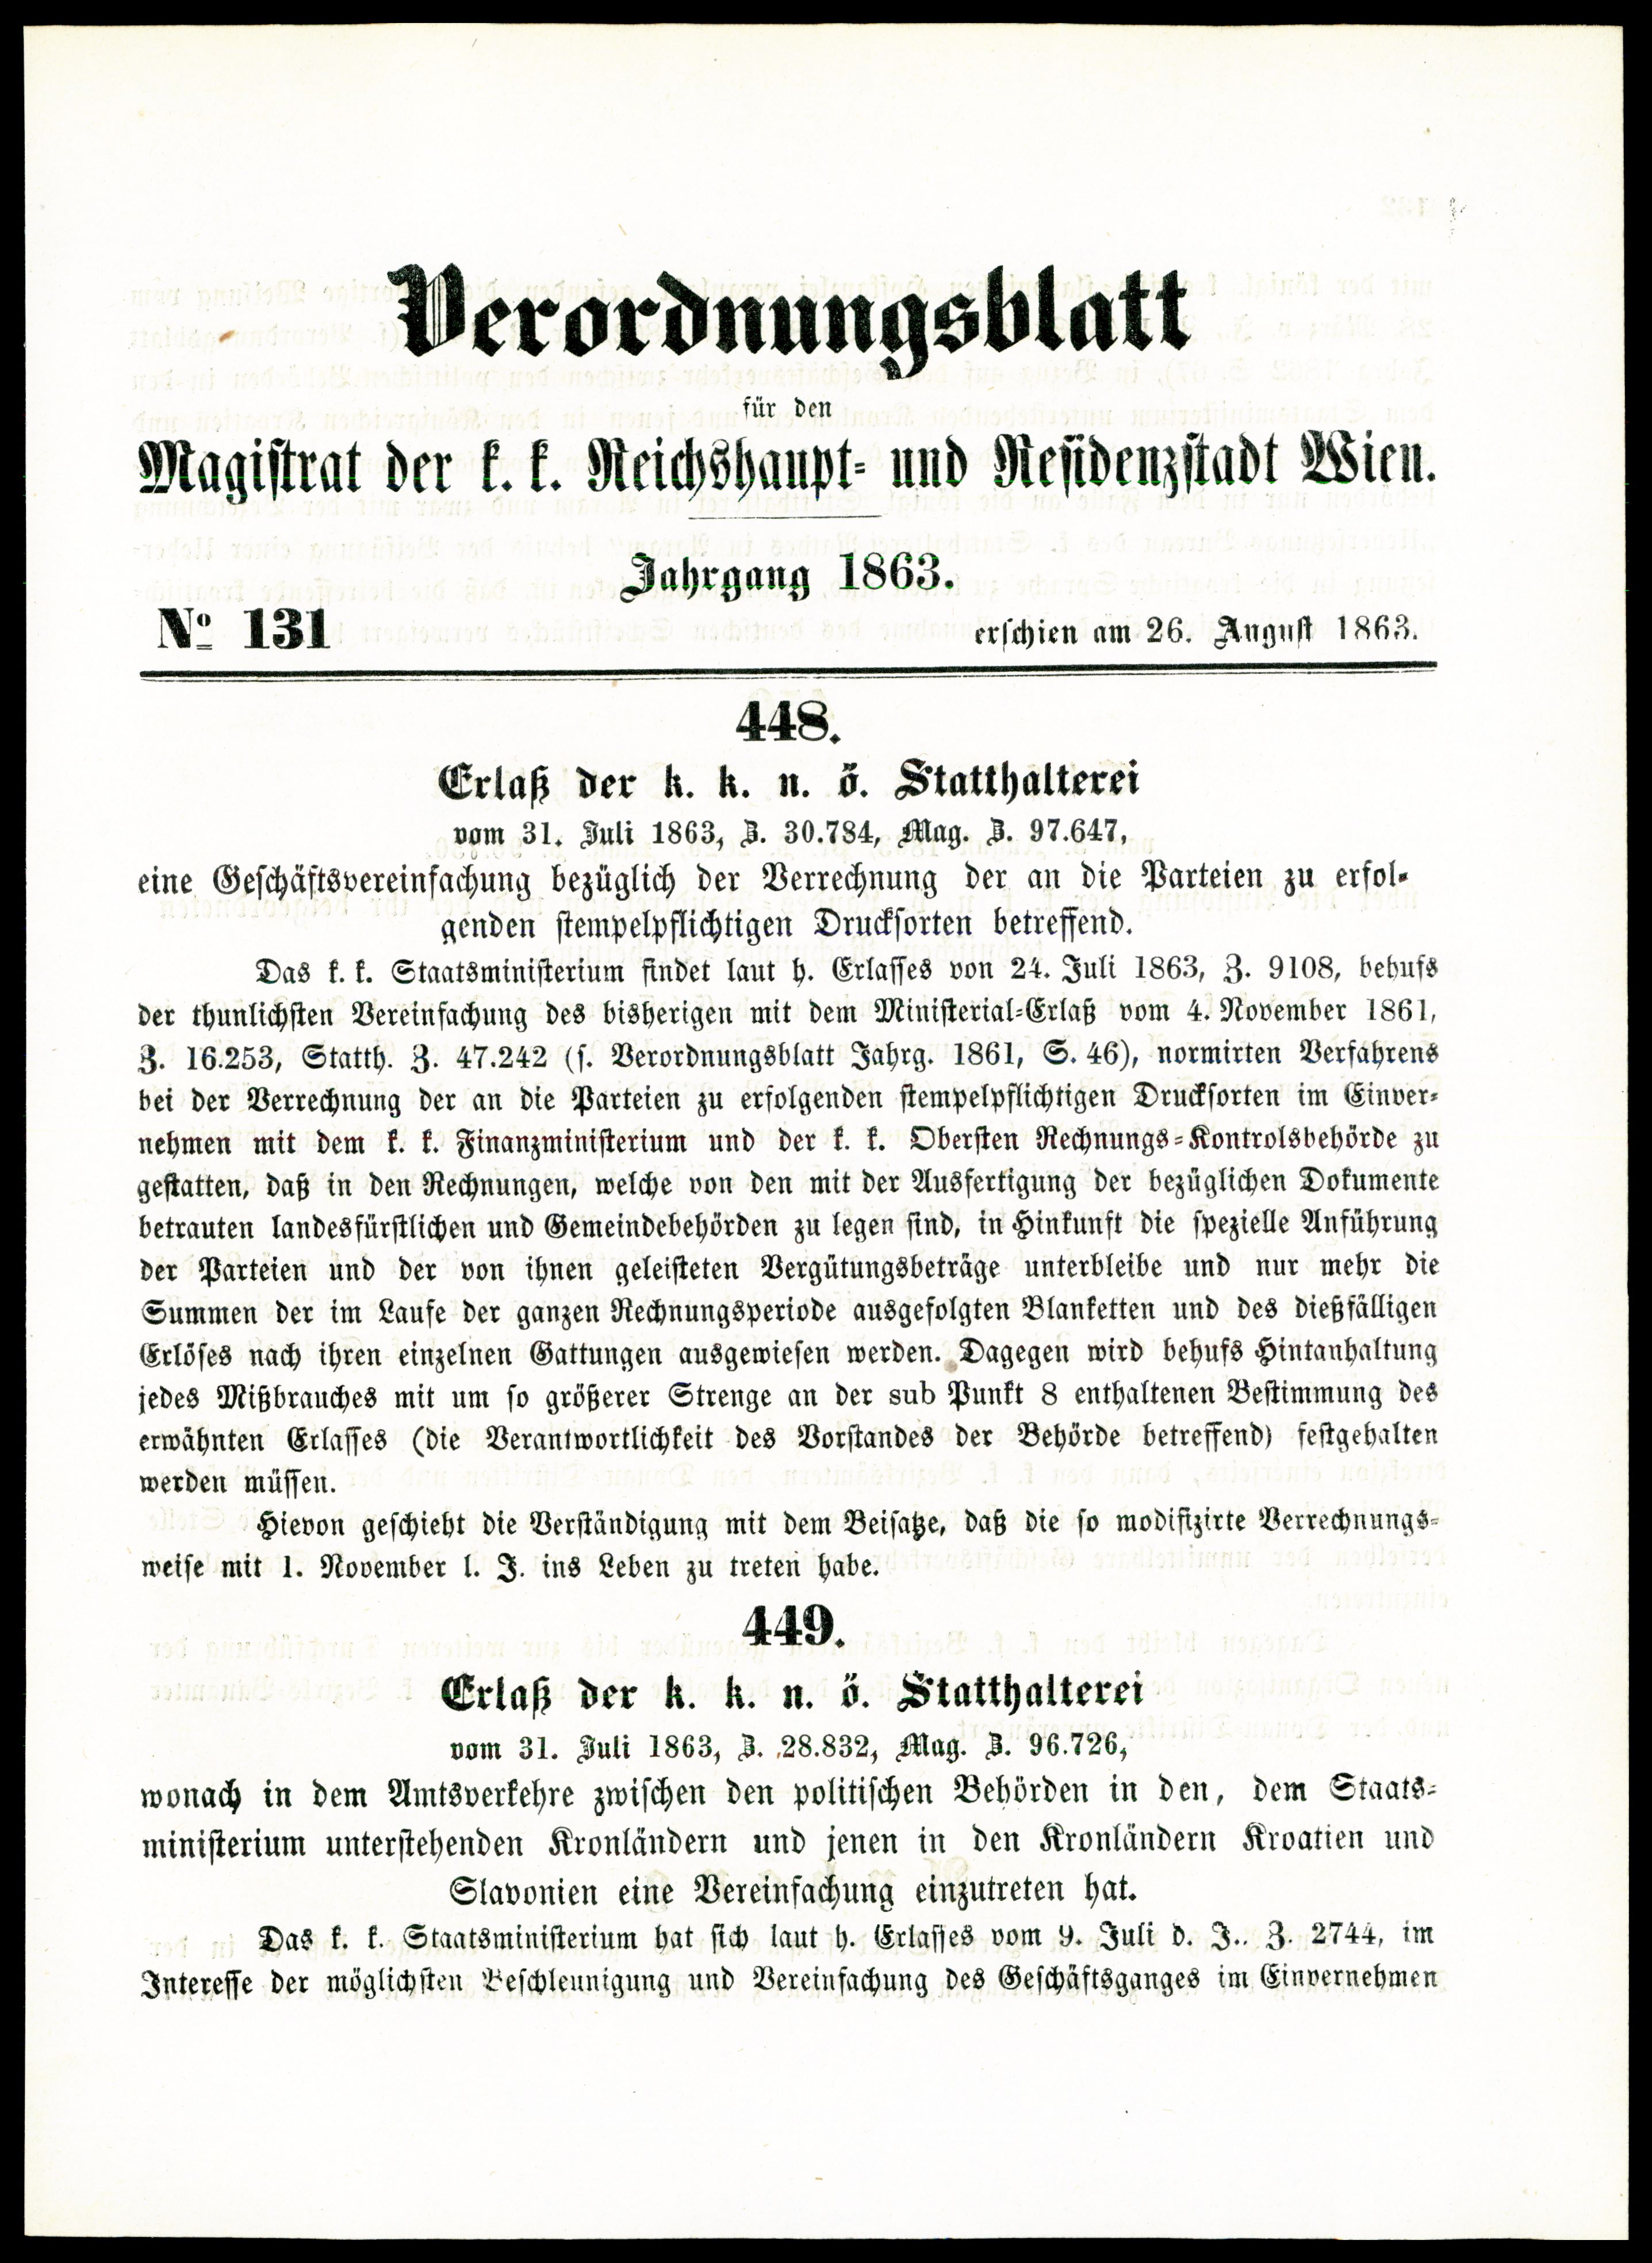 Verordnungsblatt
für den
Magistrat der k. k. Reichshaupt- und Residenzstadt Wien.
Jahrgang 1863.
No. 131 erschien am 26. August 1863.
448.
Erlaß der k. k. n. ö. Statthalterei
vom 31. Juli 1863, Z. 30.784, Mag. Z. 97.647,
eine Geschäftsvereinfachung bezüglich der Verrechnung der an die Parteien zu erfol-
genden stempelpflichtigen Drucksorten betreffend.
Das k. k. Staatsministerium findet laut h. Erlasses von 24. Juli 1863, Z. 9108, behufs
der thunlichsten Vereinfachung des bisherigen mit dem Ministerial-Erlaß vom 4. November 1861,
Z. 16.253, Statth. Z. 47.242 (s. Verordnungsblatt Jahrg. 1861, S. 46), normirten Verfahrens
bei der Verrechnung der an die Parteien zu erfolgenden stempelpflichtigen Drucksorten im Einver-
nehmen mit dem k. k. Finanzministerium und der k. k. Obersten Rechnungs-Kontrolsbehörde zu
gestatten, daß in den Rechnungen, welche von den mit der Ausfertigung der bezüglichen Dokumente
betrauten landesfürstlichen und Gemeindebehörden zu legen sind, in Hinkunft die spezielle Anführung
der Parteien und der von ihnen geleisteten Vergütungsbeträge unterbleibe und nur mehr die
Summen der im Laufe der ganzen Rechnungsperiode ausgefolgten Blanketten und des dießfälligen
Erlöses nach ihren einzelnen Gattungen ausgewiesen werden. Dagegen wird behufs Hintanhaltung
jedes Mißbrauches mit um so größerer Strenge an der sub Punkt 8 enthaltenen Bestimmung des
erwähnten Erlasses (die Verantwortlichkeit des Vorstandes der Behörde betreffend) festgehalten
werden müssen.
Hievon geschieht die Verständigung mit dem Beisatze, daß die so modifizirte Verrechnungs-
weise mit 1. November l. J. ins Leben zu treten habe.
449.
Erlaß der k. k. n. ö. Statthalterei
vom 31. Juli 1863, Z. 28.832, Mag. Z. 96.726,
wonach in dem Amtsverkehre zwischen den politischen Behörden in den, dem Staats-
ministerium unterstehenden Kronländern und jenen in den Kronländern Kroatien und
Slavonien eine Vereinfachung einzutreten hat.
Das k. k. Staatsministerium hat sich laut h. Erlasses vom 9. Juli d. J.. Z. 2744, im
Interesse der möglichsten Beschleunigung und Vereinfachung des Geschäftsganges im Einvernehmen